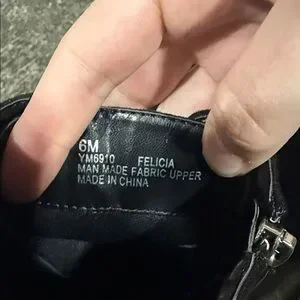 6M
YM6910 FELICIA
MAN MADE FABRIC UPPER
MADE IN CHINA